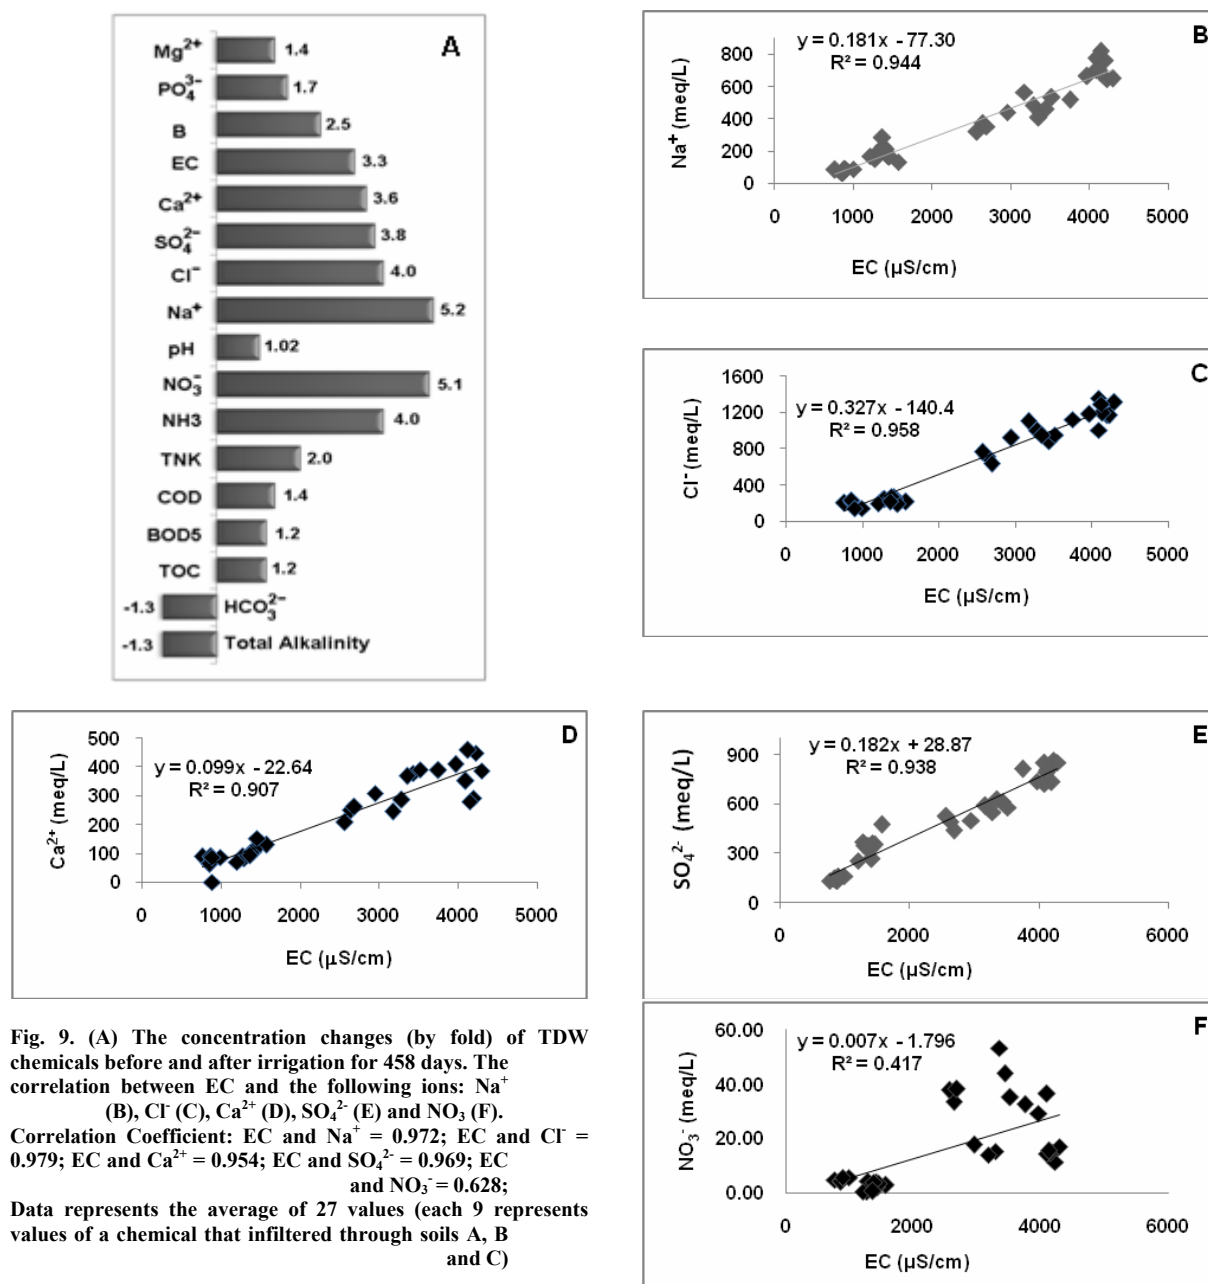 A
Mg2+ 1.4
PO43− 1.7
B 2.5
EC 3.3
Ca2+ 3.6
SO42− 3.8
Cl− 4.0
Na+ 5.2
pH 1.02
NO3− 5.1
NH3 4.0
TNK 2.0
COD 1.4
BOD5 1.2
TOC 1.2
-1.3 HCO32−
-1.3 Total Alkalinity
B
y = 0.181x - 77.30
R² = 0.944
Na+ (meq/L)
800
600
400
200
0
0 1000 2000 3000 4000 5000
EC (µS/cm)
C
y = 0.327x - 140.4
R² = 0.958
Cl- (meq/L)
1600
1200
800
400
0
0 1000 2000 3000 4000 5000
EC (µS/cm)
D
y = 0.099x - 22.64
R² = 0.907
Ca2+ (meq/L)
500
400
300
200
100
0
0 1000 2000 3000 4000 5000
EC (µS/cm)
E
y = 0.182x + 28.87
R² = 0.938
SO42- (meq/L)
900
600
300
0
0 2000 4000 6000
EC (µS/cm)
F
y = 0.007x - 1.796
R² = 0.417
NO3- (meq/L)
60.00
40.00
20.00
0.00
0 2000 4000 6000
EC (µS/cm)
Fig. 9. (A) The concentration changes (by fold) of TDW
chemicals before and after irrigation for 458 days. The
correlation between EC and the following ions: Na+
(B), Cl- (C), Ca2+ (D), SO42- (E) and NO3 (F).
Correlation Coefficient: EC and Na+ = 0.972; EC and Cl- =
0.979; EC and Ca2+ = 0.954; EC and SO42- = 0.969; EC
and NO3- = 0.628;
Data represents the average of 27 values (each 9 represents
values of a chemical that infiltered through soils A, B
and C)